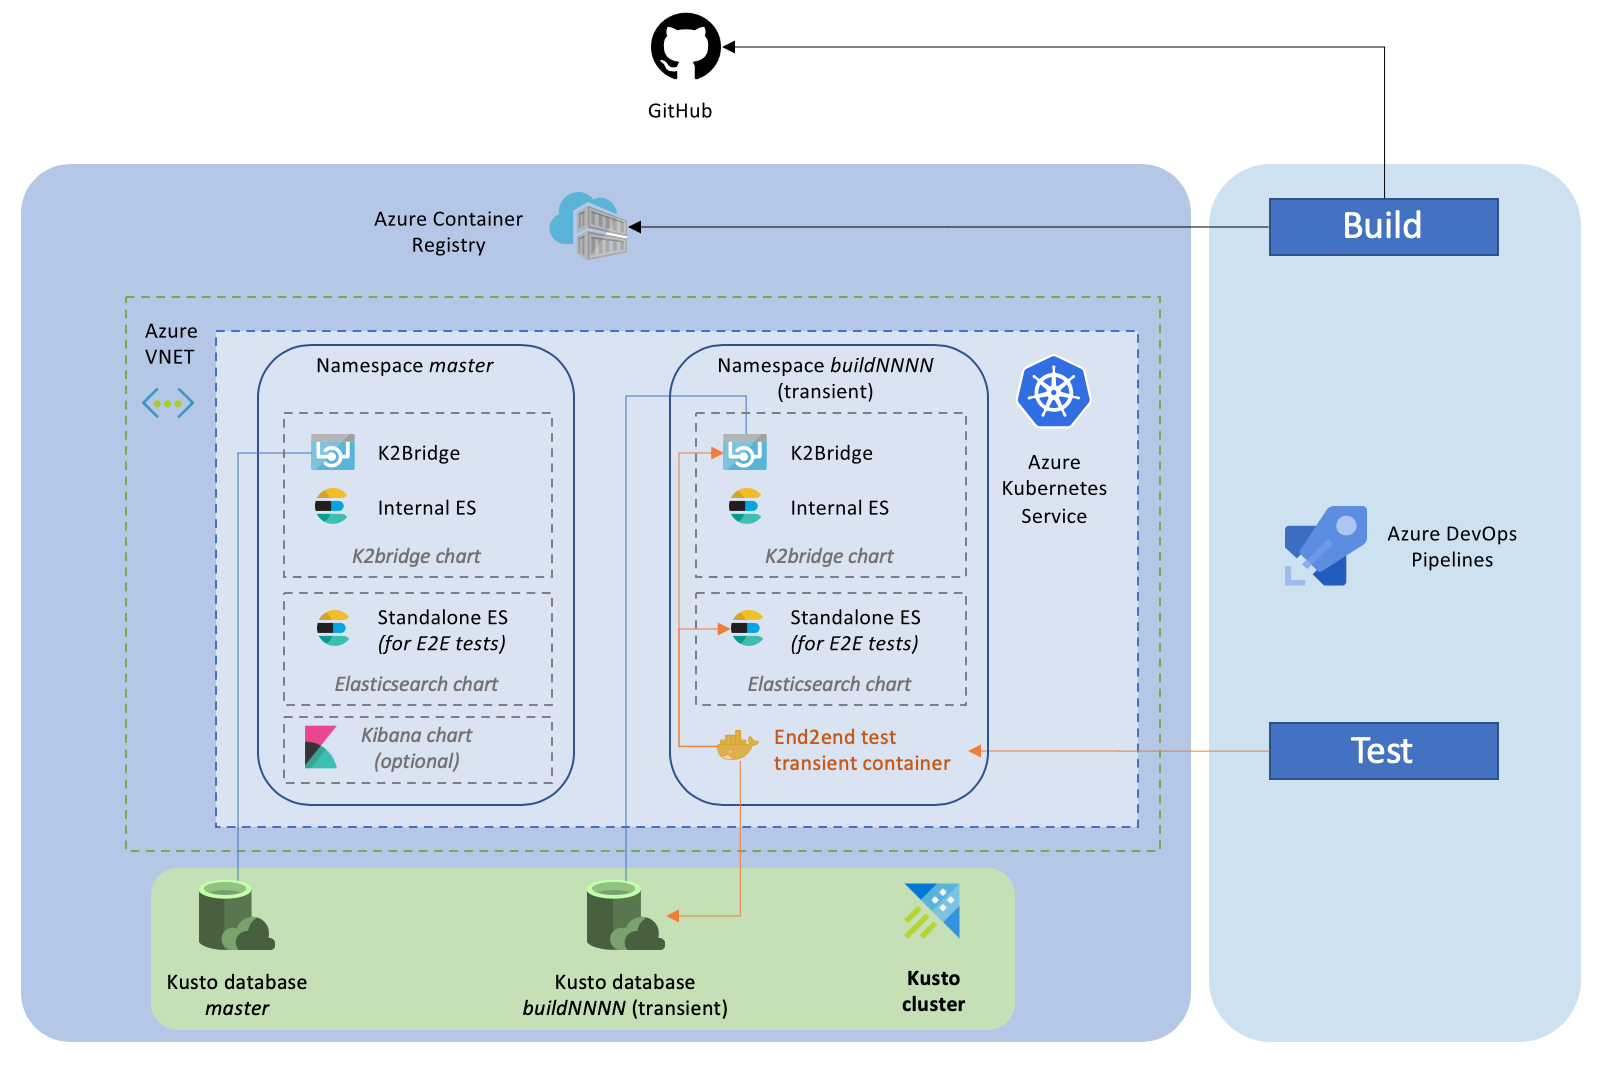 GitHub
Azure Container
Registry
Build
Azure
VNET
Namespace master
K2Bridge
Internal ES
K2bridge chart
Standalone ES
(for E2E tests)
Elasticsearch chart
Kibana chart
(optional)
Namespace buildNNNN
(transient)
K2Bridge
Internal ES
K2bridge chart
Standalone ES
(for E2E tests)
Elasticsearch chart
End2end test
transient container
Azure
Kubernetes
Service
Azure DevOps
Pipelines
Test
Kusto database
master
Kusto database
buildNNNN (transient)
Kusto
cluster